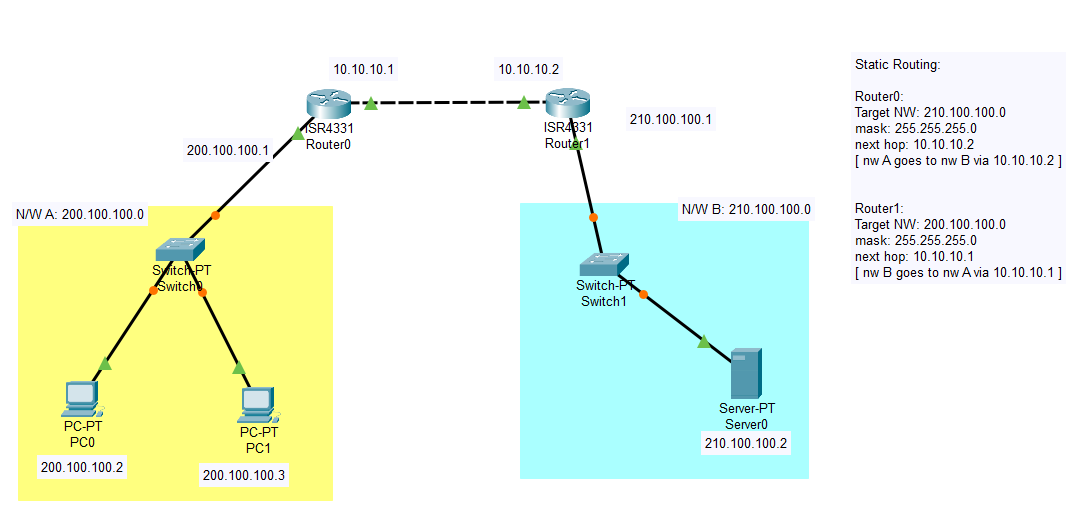 10.10.10.1
10.10.10.2
ISR4331
Router0
ISR4331
Router1
200.100.100.1
210.100.100.1
Static Routing:
Router0:
Target NW: 210.100.100.0
mask: 255.255.255.0
next hop: 10.10.10.2
[ nw A goes to nw B via 10.10.10.2 ]
Router1:
Target NW: 200.100.100.0
mask: 255.255.255.0
next hop: 10.10.10.1
[ nw B goes to nw A via 10.10.10.1 ]
N/W A: 200.100.100.0
Switch-PT
Switch0
PC-PT
PC0
200.100.100.2
PC-PT
PC1
200.100.100.3
N/W B: 210.100.100.0
Switch-PT
Switch1
Server-PT
Server0
210.100.100.2